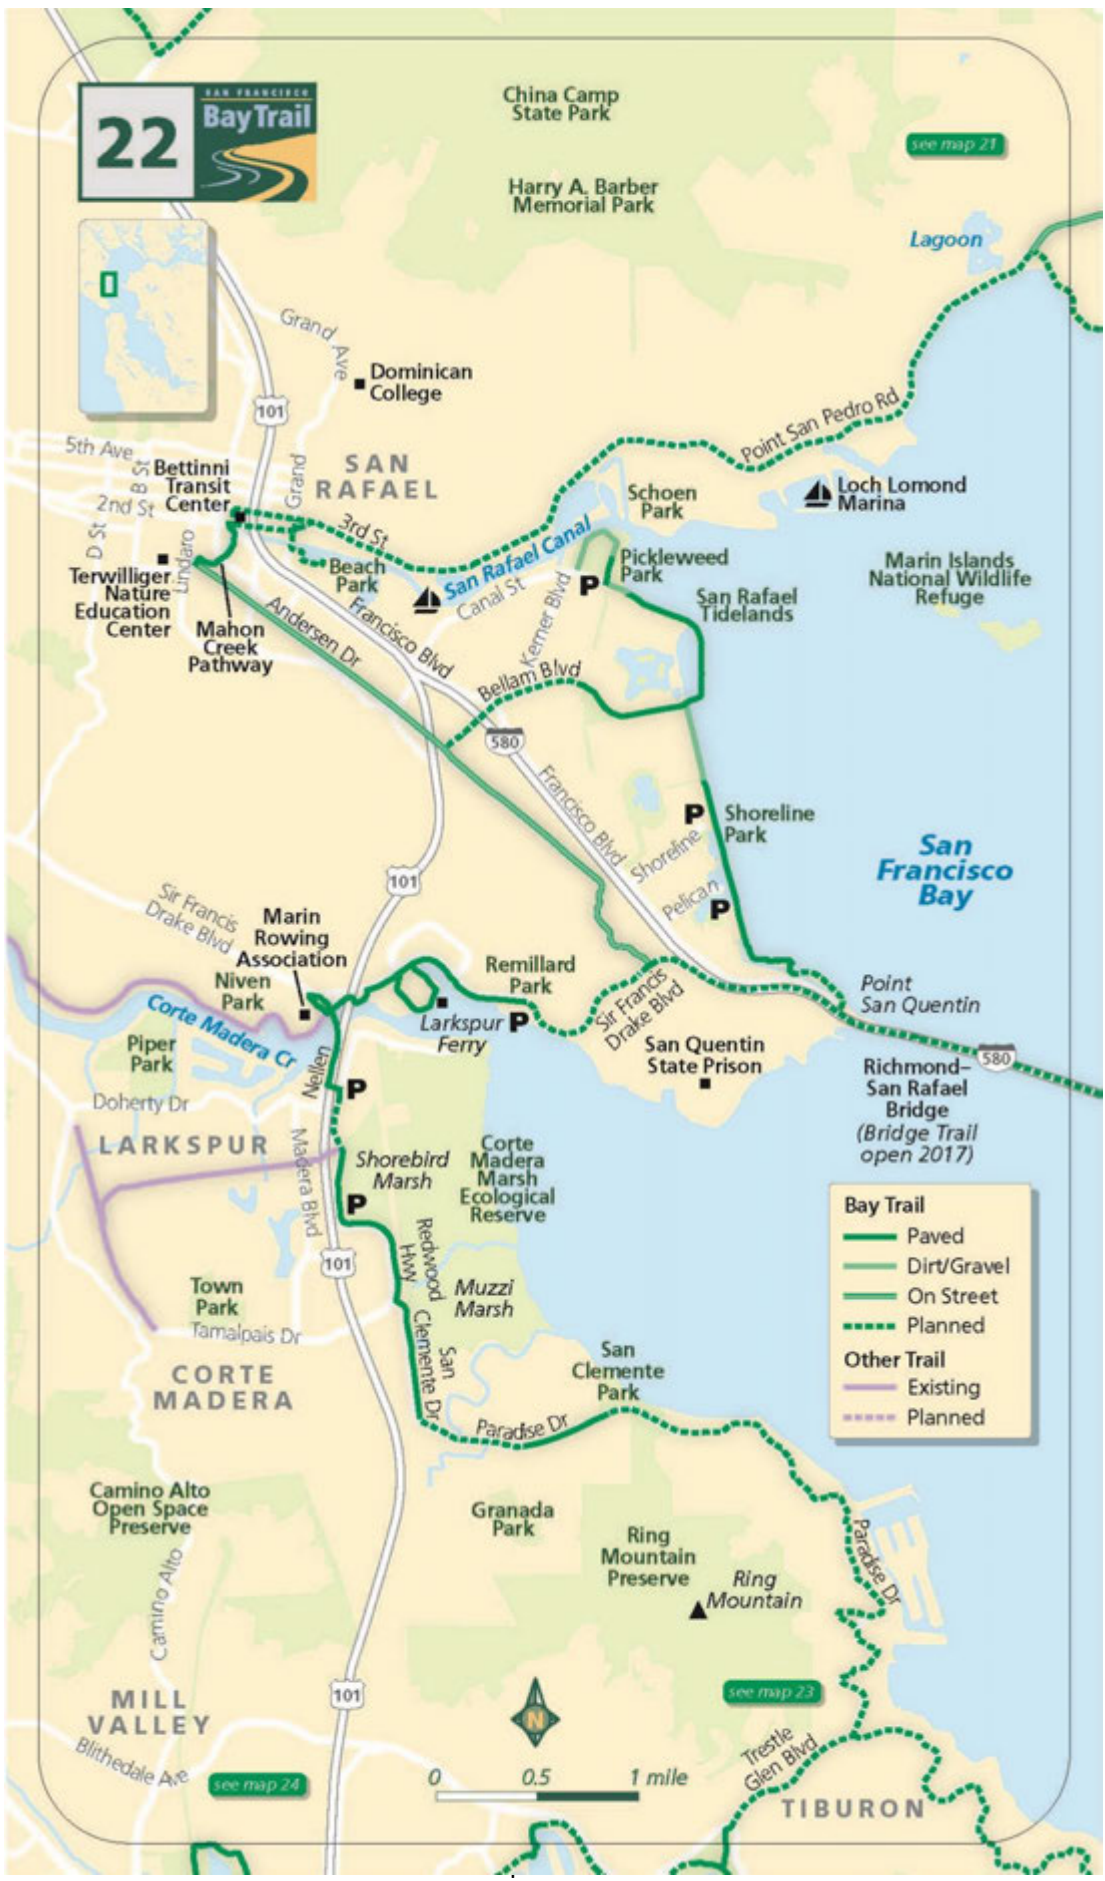 SAN FRANCISCO
Bay Trail
22
China Camp
State Park
see map 21
Harry A. Barber
Memorial Park
Lagoon
Grand Ave
Dominican
College
101
Point San Pedro Rd
5th Ave
B St
Bettinni
Transit
Center
Grand
SAN
RAFAEL
2nd St
D St
Lindaro
3rd St
Schoen
Park
Loch Lomond
Marina
San Rafael Canal
Canal St
Beach
Park
Pickleweed
Park
P
Marin Islands
National Wildlife
Refuge
San Rafael
Tidelands
Terwilliger
Nature
Education
Center
Mahon
Creek
Pathway
Andersen Dr
Francisco Blvd
Kerner Blvd
Bellam Blvd
580
Francisco Blvd
P
Shoreline
Park
Shoreline
Pelican
P
San
Francisco
Bay
101
Sir Francis
Drake Blvd
Marin
Rowing
Association
Niven
Park
Remillard
Park
Corte Madera Cr
Larkspur
Ferry
P
Sir Francis
Drake Blvd
Point
San Quentin
San Quentin
State Prison
580
Richmond–
San Rafael
Bridge
(Bridge Trail
open 2017)
Piper
Park
Nellen
P
Doherty Dr
LARKSPUR
Madera Blvd
Shorebird
Marsh
P
Corte
Madera
Marsh
Ecological
Reserve
Redwood
Hwy
101
Muzzi
Marsh
Town
Park
Tamalpais Dr
San
Clemente Dr
San
Clemente
Park
CORTE
MADERA
Paradise Dr
Bay Trail
Paved
Dirt/Gravel
On Street
Planned
Other Trail
Existing
Planned
Camino Alto
Open Space
Preserve
Granada
Park
Ring
Mountain
Preserve
Ring
Mountain
Paradise Dr
Camino Alto
MILL
VALLEY
101
N
see map 23
Blithedale Ave
see map 24
0 0.5 1 mile
Trestle
Glen Blvd
TIBURON